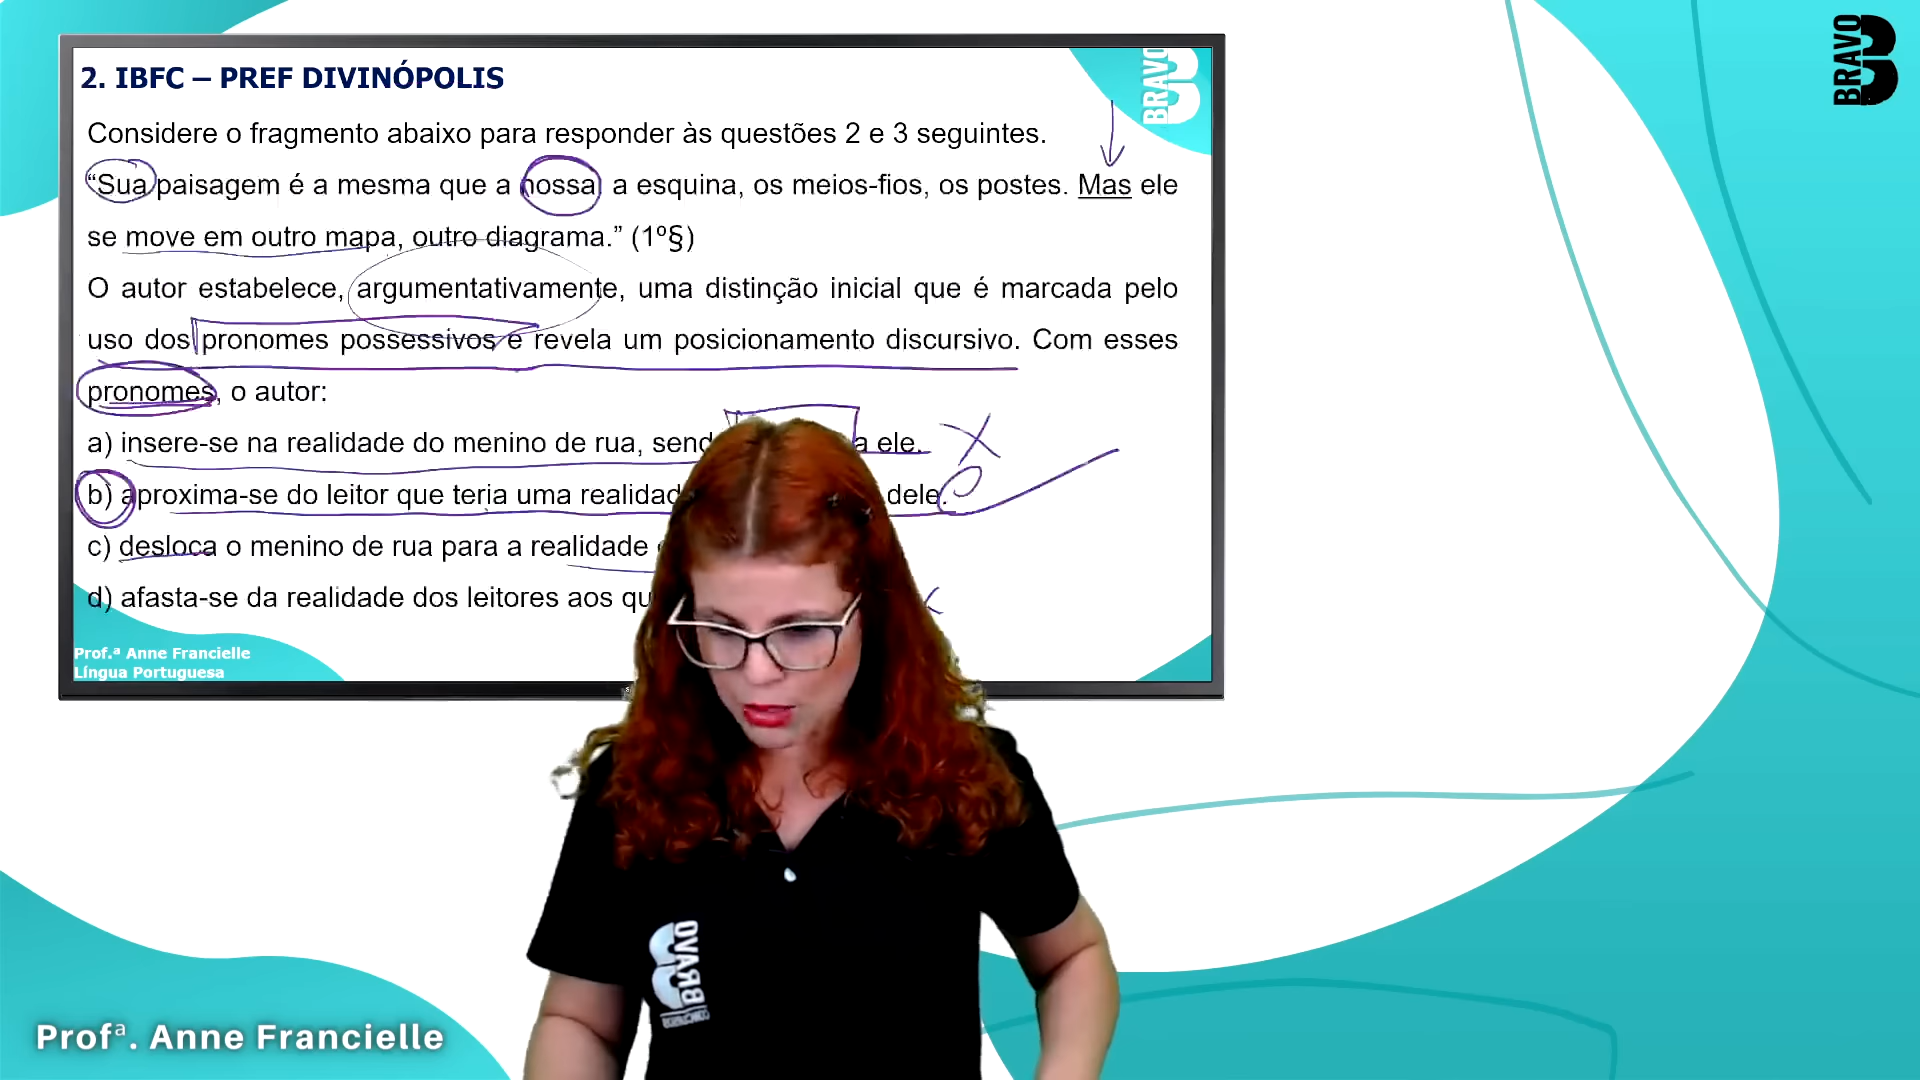 BRAVO
BRAVO
2. IBFC – PREF DIVINÓPOLIS
Considere o fragmento abaixo para responder às questões 2 e 3 seguintes.
“Sua paisagem é a mesma que a nossa a esquina, os meios-fios, os postes. Mas ele
se move em outro mapa, outro diagrama.” (1º§)
O autor estabelece, argumentativamente, uma distinção inicial que é marcada pelo
uso dos pronomes possessivos e revela um posicionamento discursivo. Com esses
pronomes, o autor:
a) insere-se na realidade do menino de rua, a ele.
b) aproxima-se do leitor que teria uma dele.
c) desloca o menino de rua para a realidade
d) afasta-se da realidade dos leitores aos
Prof.ª Anne Francielle
Língua Portuguesa
BRAVO
Profª. Anne Francielle